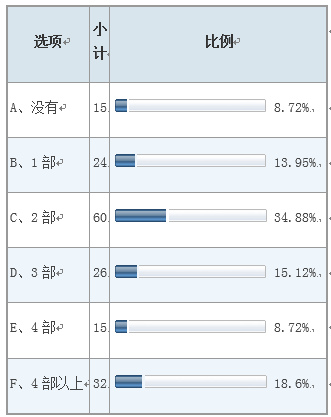 选项 小计 比例
A、没有 15 8.72%
B、1 部 24 13.95%
C、2 部 60 34.88%
D、3 部 26 15.12%
E、4 部 15 8.72%
F、4 部以上 32 18.6%